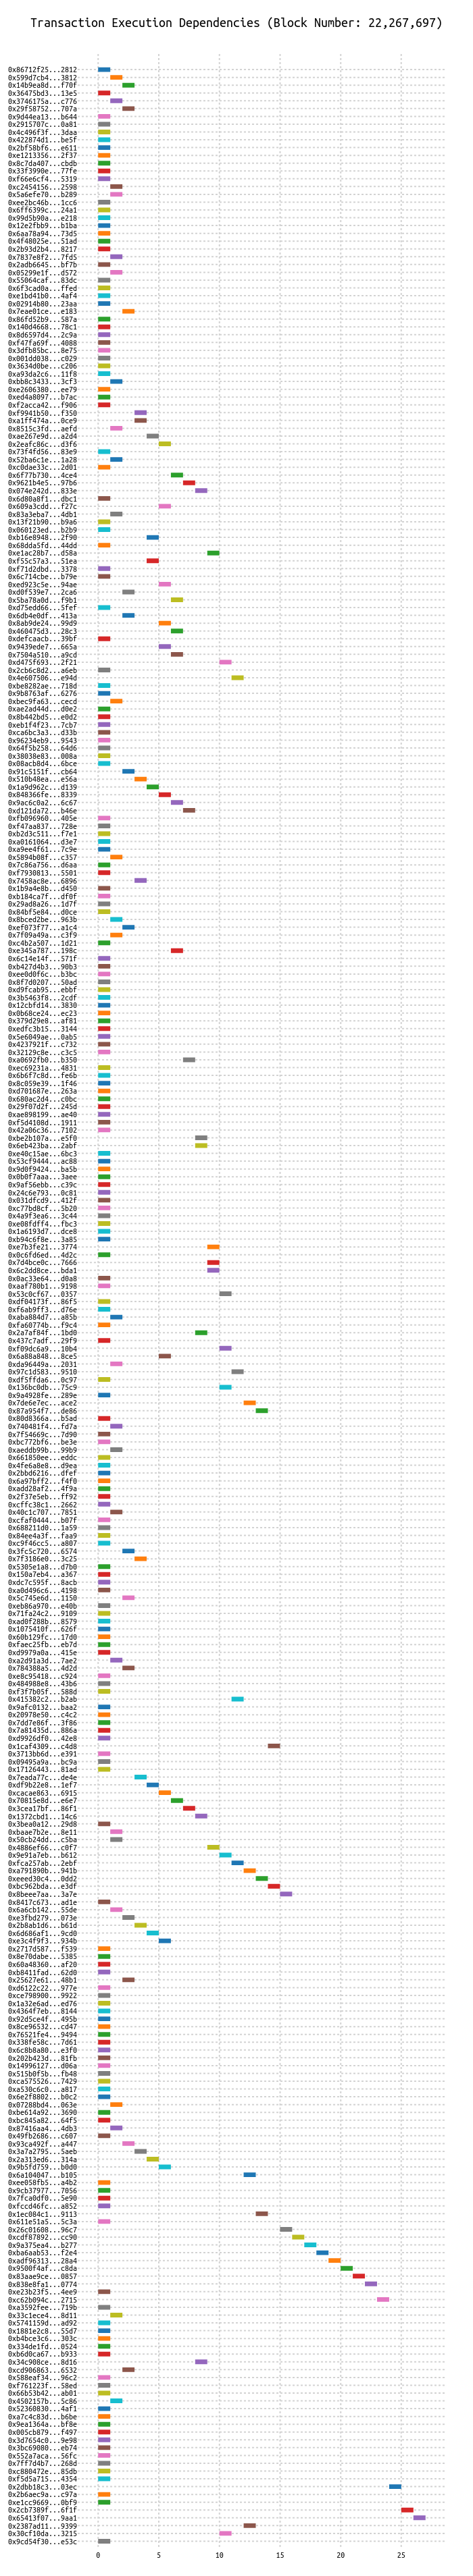 Transaction Execution Dependencies (Block Number: 22,267,697)
0x86712f25...2812
0x599d7cb4...3812
0x14b9ea8d...f70f
0x36475bd3...13e5
0x3746175a...c776
0x29f58752...707a
0x9d44ea13...b644
0x2915707c...0a81
0x4c496f3f...3daa
0x422874d1...be5f
0x2bf58bf6...e611
0xe1213356...2f37
0x8c7da407...cbdb
0x33f3990e...77fe
0xf66e6cf4...5319
0xc2454156...2598
0x5a6efe70...b289
0xee2bc46b...1cc6
0x6ff6399c...24a1
0x99d5b90a...e218
0x12e2fbb9...b1ba
0x6aa78a94...73d5
0x4f48025e...51ad
0x2b93d2b4...8217
0x7837e8f2...7fd5
0x2adb6645...bf7b
0x05299e1f...d572
0x55064caf...83dc
0x6f3cad0a...ffed
0x1bd41b0...4af4
0x02914b80...23aa
0x7eae01ce...e183
0x86fd52b9...587a
0x140d4668...78c1
0x8d6597d4...2c9a
0xf47fa69f...4088
0x3dfb85bc...8e75
0x001dd038...c029
0x3634d0be...c206
0xa93da2c6...11f8
0xbb8c3433...3cf3
0xe2606380...ee79
0xed4a8097...b7ac
0xf2acca42...f906
0xf9941b50...f350
0xa1ff474a...0ce9
0x8515c3fd...aefd
0xae267e9d...a2d4
0x2eafc86c...d3f6
0x73f4fd56...83e9
0x52ba6c1e...1a28
0xc0dae33c...2d01
0x6f77b730...4ce4
0x9621b4e5...97b6
0x074e242d...833e
0x6d80a8f1...dbc1
0x609a3cdd...f27c
0x83a3eba7...4db1
0x13f21b90...b9a6
0x060123ed...b2b9
0xb16e8948...2f90
0x68dda5fd...44dd
0xe1ac28b7...d58a
0xf55c57a3...51ea
0xf71d2dbd...3378
0x6c714cbe...b79e
0xed923c5e...94ae
0xd0f539e7...2ca6
0x5ba78a0d...f9b1
0xd75edd66...5fef
0x6db4e0df...413a
0x8ab9de24...99d9
0x460475d3...28c3
0xdefcaacb...39bf
0x9439ede7...665a
0x7504a510...a9cd
0xd475f693...2f21
0x2cb6c8d2...a6eb
0x4e607506...e94d
0xbe8282ae...718d
0x9b8763af...6276
0xbec9fa63...cecd
0xae2ad44d...d0e2
0x8b442bd5...e0d2
0xeb1f4f23...7cb7
0xca6bc3a3...d33b
0x96234eb9...9543
0x64f5b258...64d6
0x38038e83...008a
0x08acb8d4...6bce
0x91c5151f...cb64
0x510b48ea...e56a
0x1a9d962c...d139
0x848366fe...8339
0x9ac6c0a2...6c67
0xd121da72...b46e
0xfb096960...405e
0xf47aa837...728e
0xb2d3c511...f7e1
0xa0161064...d3e7
0xa9ee4f61...7c9e
0x5894b08f...c357
0x7c86a756...d6aa
0xf7930813...5501
0x7458ac8e...6896
0x1b9a4e8b...d450
0xb184ca7f...df0f
0x29ad8a26...1d7f
0x84bf5e84...d0ce
0x8bced2be...963b
0xef073f77...a1c4
0x7f09a49a...c3f9
0xc4b2a507...1d21
0xe345a787...198c
0x6c14e14f...571f
0xb427d4b3...90b3
0xee0d0f6c...b3bc
0x8f7d0207...50ad
0xd9fcab95...ebbf
0x3b5463f8...2cdf
0x12cbfd14...3830
0x0b68ce24...ec23
0x379d29e8...af81
0xedfc3b15...3144
0x5e6049ae...0ab5
0x4237921f...c732
0x32129c8e...c3c5
0xa0692fb0...b350
0xec69231a...4831
0x6b6f7c8d...fe6b
0x8c059e39...1f46
0xd701687e...263a
0x680ac2d4...c0bc
0x29f07d2f...245d
0xae898199...ae40
0xf5d4108d...1911
0x42a06c36...7102
0xbe2b107a...e5f0
0x6eb423ba...2abf
0xe40c15ae...6bc3
0x53cf9444...ac88
0x9d0f9424...ba5b
0x0b0f7aaa...3aee
0x9af56ebb...c39c
0x24c6e793...0c81
0x031dfcd9...412f
0xc77bd8cf...5b20
0x4a9f3ea6...3c44
0xe08fdff4...fbc3
0x1a6193d7...dce8
0xb94c6f8e...3a85
0xe7b3fe21...3774
0x0c6fd6ed...4d2c
0x7d4bce0c...7666
0x6c2dd8ce...bda1
0x0ac33e64...d0a8
0xaaf780b1...9198
0x53c0cf67...0357
0xdf04173f...86f5
0xf6ab9ff3...d76e
0xaba884d7...a85b
0xfa60774b...f9c4
0x2a7af84f...1bd0
0x437c7adf...29f9
0xf09dc6a9...10b4
0x6a88a848...8ce5
0xda96449a...2031
0x97c1d583...9510
0xdf5ffda6...0c97
0x136bc0db...75c9
0x9a4928fe...289e
0x7de6e7ec...ace2
0x87a954f7...de86
0x80d8366a...b5ad
0x740481f4...fd7a
0x7f54669c...7d90
0xbc772bf6...be3e
0xaeddb99b...99b9
0x661850ee...eddc
0x4fe6a8e8...d9ea
0x2bbd6216...dfef
0x6a97bff2...f4f0
0xadd28af2...4f9a
0x2f37e5eb...ff92
0xcffc38c1...2662
0x40c1c707...7851
0xcfaf0444...b07f
0x688211d0...1a59
0x84ee4a3f...faa9
0xc9f46cc5...a807
0x3fc5c720...6574
0x7f3186e0...3c25
0x5305e1a8...d7b0
0x150a7eb4...a367
0xdc7c595f...8acb
0xa0d496c6...4198
0x5c745e6d...1150
0xeb86a970...e40b
0x71fa24c2...9109
0xad0f288b...8579
0x1075410f...626f
0x60b129fc...17d0
0xfaec25fb...eb7d
0xd9979a0a...415e
0xa2d91a3d...7ae2
0x784388a5...4d2d
0xe8c95418...c924
0x484988e8...43b6
0xf3f7b05f...588d
0x415382c2...b2ab
0x9afc0132...baa2
0x20978e50...c4c2
0x7dd7e86f...3f86
0x7a81435d...886a
0xd9926df0...42e8
0x1caf4309...c4d8
0x3713bb6d...e391
0x09495a9a...bc9a
0x17126443...81ad
0x7eada77c...de4e
0xdf9b22e8...1ef7
0xcacae863...6915
0x70815e8d...e6e7
0x3cea17bf...86f1
0x1372cbd1...14c6
0x3bea0a12...29d8
0xbaae7b2e...8e11
0x50cb24dd...c5ba
0x4886ef66...c0f7
0x9e91a7eb...b612
0xfca257ab...2ebf
0xa791890b...941b
0xeeed30c4...0dd2
0xbc962bda...e3df
0x8beee7aa...3a7e
0x8417c673...ad1e
0x6a6cb142...55de
0xe3fbd279...073e
0x2b8ab1d6...b61d
0x6d686af1...9cd0
0xe3c4f9f3...934b
0x2717d587...f539
0x8e70dabe...5385
0x60a48360...af20
0xb8411fad...62d0
0x25627e61...48b1
0xd6122c22...977e
0xce798900...9922
0x1a32e6ad...ed76
0x4364f7eb...8144
0x92d5ce4f...495b
0x8ce96532...cd47
0x76521fe4...9494
0x338fe58c...7d61
0x6c8b8a80...e3f0
0x202b423d...81fb
0x14996127...d06a
0x515b0f5b...fb48
0xca575526...7429
0xa530c6c0...a817
0x6e2f8802...b0c2
0x07288bd4...063e
0xbe614a92...3690
0xbc845a82...64f5
0x87416aa4...4db3
0x49fb2686...c607
0x93ca492f...a447
0x3a7a2795...5aeb
0x2a313ed6...314a
0x9b5fd759...b0d0
0x6a104047...b105
0xee058fb5...a4b2
0x9cb37977...7056
0x7fca0df0...5e90
0xfccd46fc...a852
0x1ec084c1...9113
0x611e51a5...5c3a
0x26c01608...96c7
0xcdf87892...cc90
0x9a375ea4...b277
0xba6aab53...f2e4
0xadf96313...28a4
0x9500f4af...c8da
0x83aae9ce...0857
0x838e8fa1...0774
0xc62b094c...2715
0xe23b23f5...4ee9
0xa3592fee...719b
0x33c1ece4...8d11
0x5741159d...ad92
0x1881e2c8...55d7
0xb4bce3c6...303c
0x334de1fd...0524
0xb6d0ca67...b933
0x34c908ce...8d16
0xcd906863...6532
0x588eaf34...96c2
0xf761223f...58ed
0x66b53b42...ab01
0x4502157b...5c86
0x52360830...4af1
0xa7c4c83d...b6be
0x9ea1364a...bf8e
0x005cb879...f497
0x3d7654c0...9e98
0x3bc69080...eb74
0x552a7aca...56fc
0x7ff7d4b7...268d
0xc880472e...85db
0xf5d5a715...4354
0x2dbb18c3...03ec
0x2b6aec9a...c97a
0xe1cc9669...0bf9
0x2cb7389f...6f1f
0x65413f07...9aa1
0x2387ad11...9399
0x30cf10da...3215
0x9cd54f30...e53c
0 5 10 15 20 25